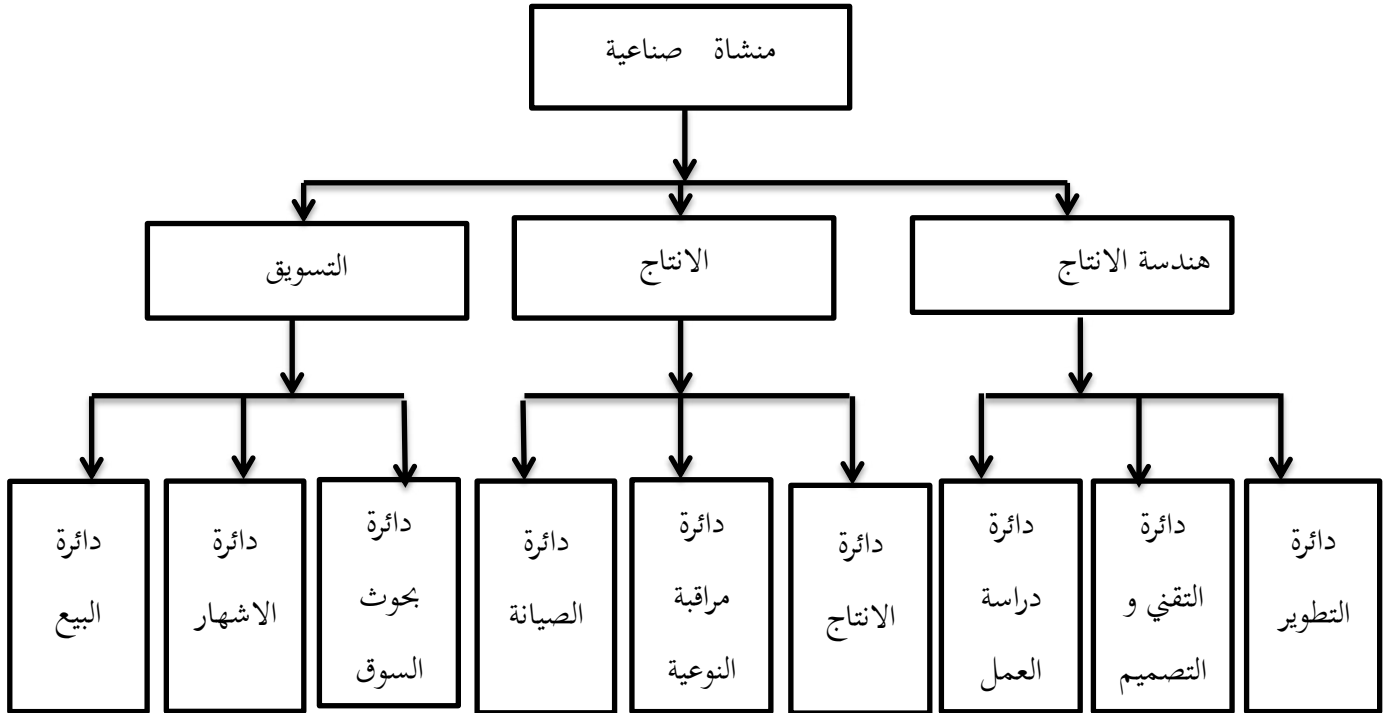 منشاة صناعية
هندسة الانتاج
الانتاج
التسويق
دائرة
التطوير
دائرة
التقني و
التصميم
دائرة
دراسة
العمل
دائرة
الانتاج
دائرة
مراقبة
النوعية
دائرة
الصيانة
دائرة
بحوث
السوق
دائرة
الاشهار
دائرة
البيع